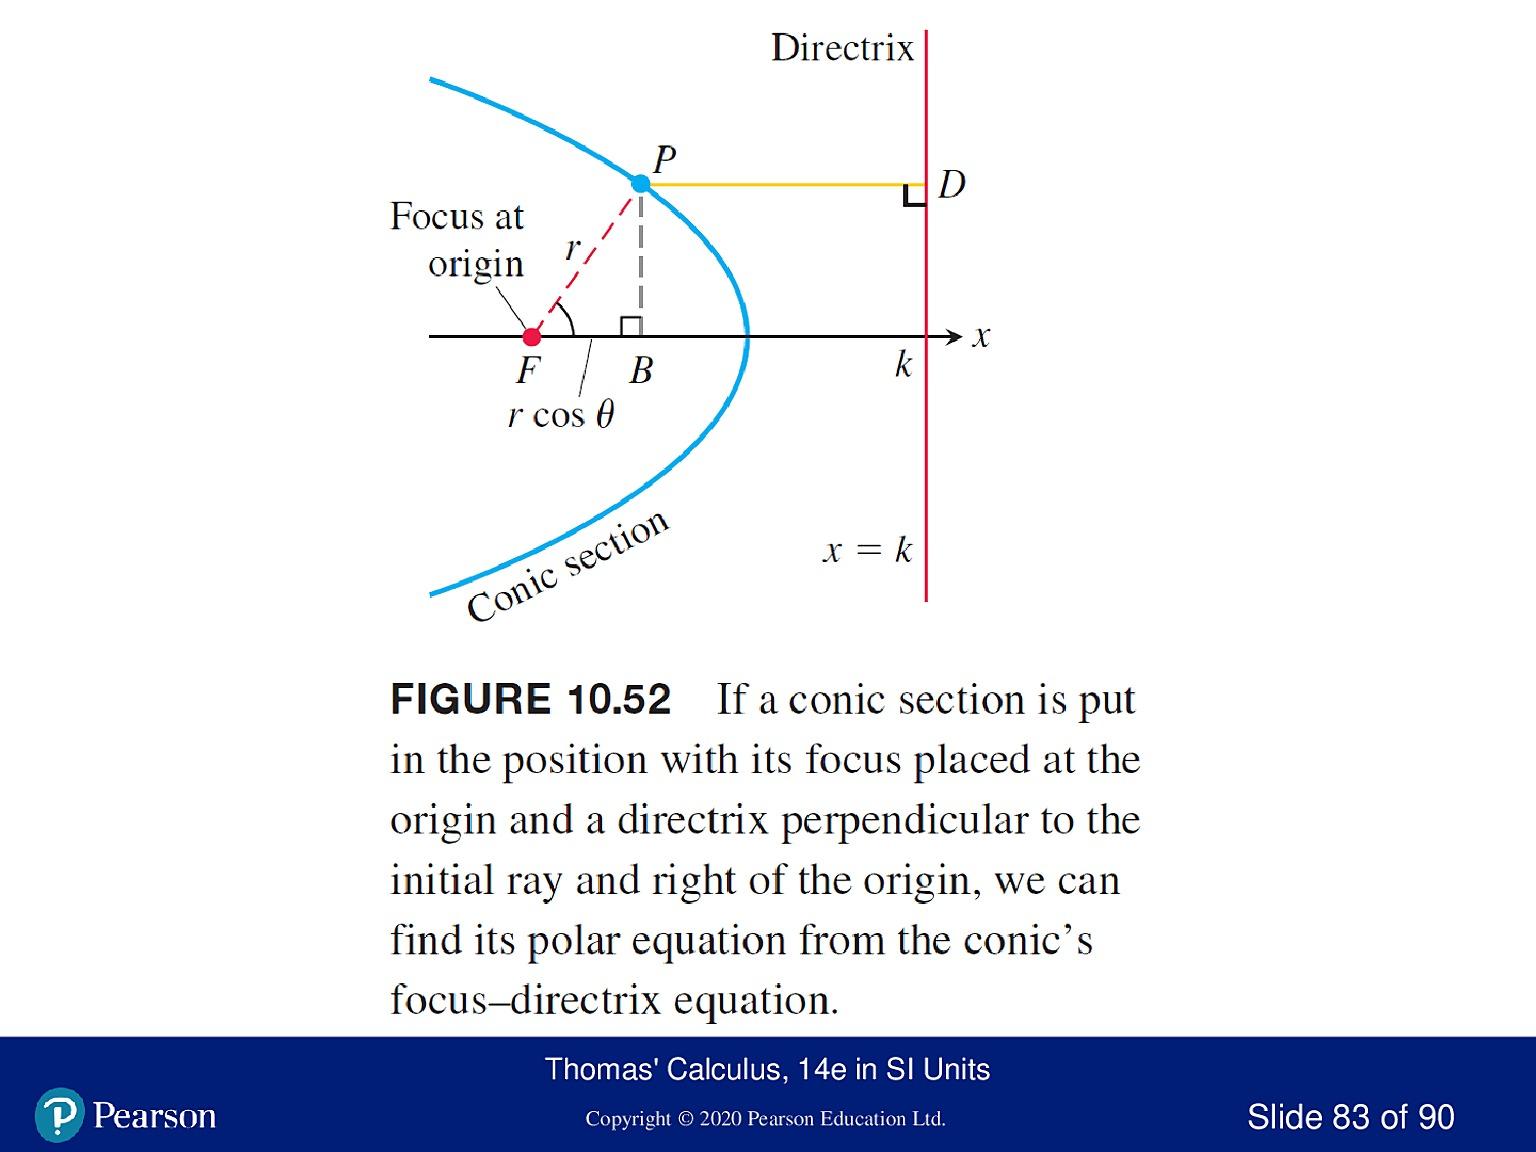 Directrix
P
D
Focus at
origin
r
x
F
B
k
r cos θ
x = k
Conic section
FIGURE 10.52 If a conic section is put
in the position with its focus placed at the
origin and a directrix perpendicular to the
initial ray and right of the origin, we can
find its polar equation from the conic’s
focus–directrix equation.
Thomas' Calculus, 14e in SI Units
P Pearson
Copyright © 2020 Pearson Education Ltd.
Slide 83 of 90